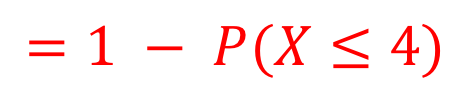 = 1 − P(X ≤ 4)